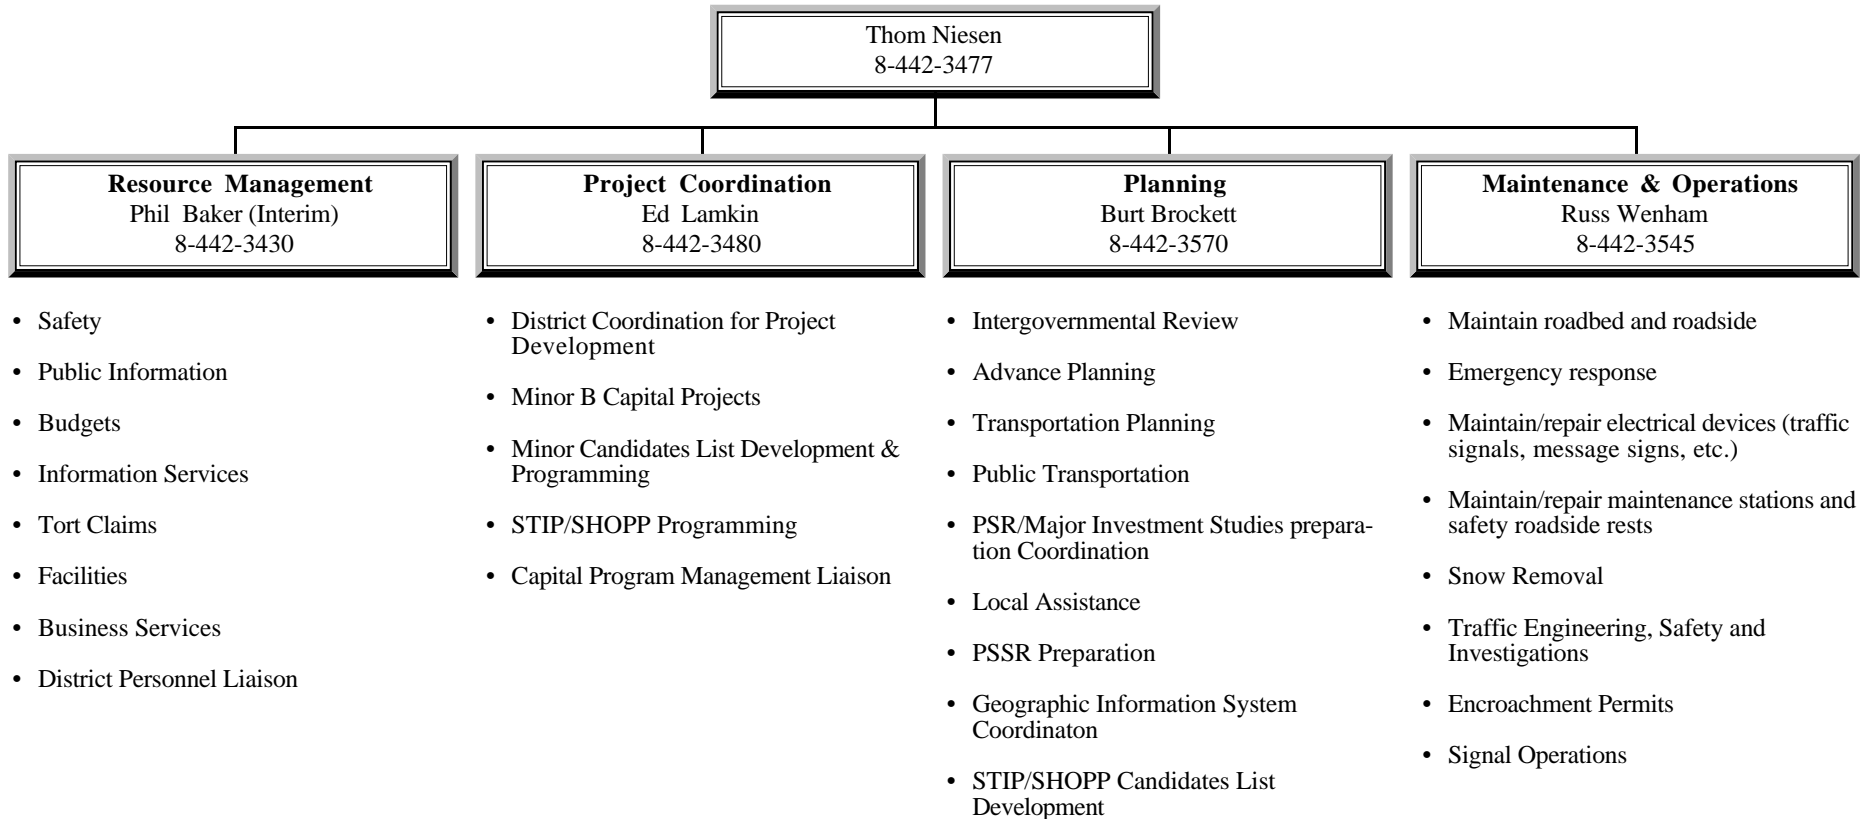 Thom Niesen
8-442-3477
Resource Management
Phil Baker (Interim)
8-442-3430
Project Coordination
Ed Lamkin
8-442-3480
Planning
Burt Brockett
8-442-3570
Maintenance & Operations
Russ Wenham
8-442-3545
• Safety
• Public Information
• Budgets
• Information Services
• Tort Claims
• Facilities
• Business Services
• District Personnel Liaison
• District Coordination for Project
Development
• Minor B Capital Projects
• Minor Candidates List Development &
Programming
• STIP/SHOPP Programming
• Capital Program Management Liaison
• Intergovernmental Review
• Advance Planning
• Transportation Planning
• Public Transportation
• PSR/Major Investment Studies prepara-
tion Coordination
• Local Assistance
• PSSR Preparation
• Geographic Information System
Coordinaton
• STIP/SHOPP Candidates List
Development
• Maintain roadbed and roadside
• Emergency response
• Maintain/repair electrical devices (traffic
signals, message signs, etc.)
• Maintain/repair maintenance stations and
safety roadside rests
• Snow Removal
• Traffic Engineering, Safety and
Investigations
• Encroachment Permits
• Signal Operations